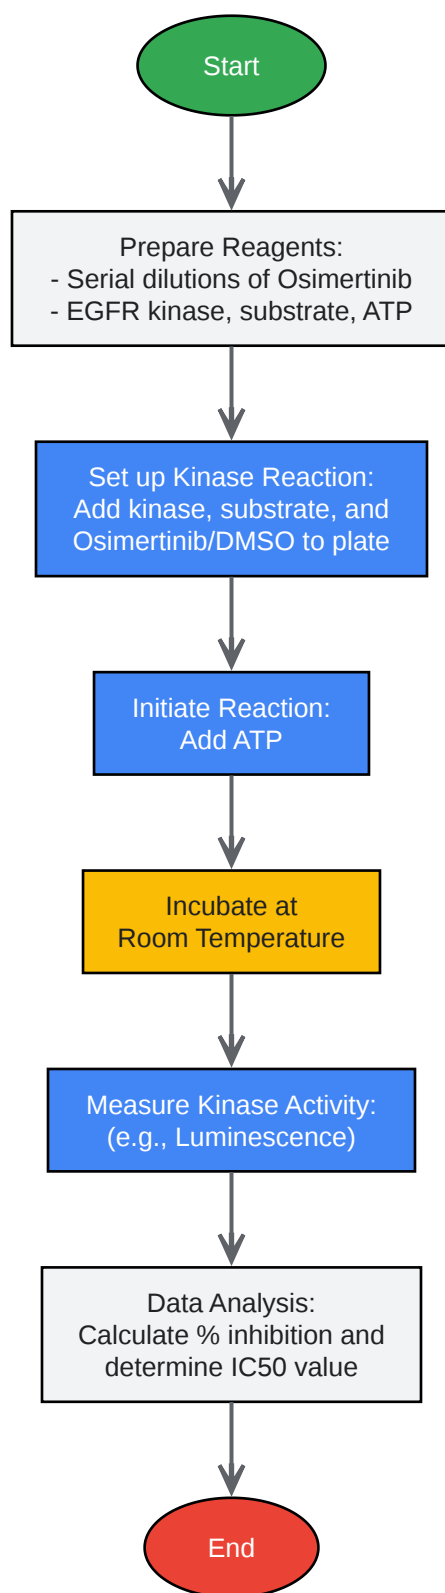 Start
Prepare Reagents:
- Serial dilutions of Osimertinib
- EGFR kinase, substrate, ATP
Set up Kinase Reaction:
Add kinase, substrate, and
Osimertinib/DMSO to plate
Initiate Reaction:
Add ATP
Incubate at
Room Temperature
Measure Kinase Activity:
(e.g., Luminescence)
Data Analysis:
Calculate % inhibition and
determine IC50 value
End